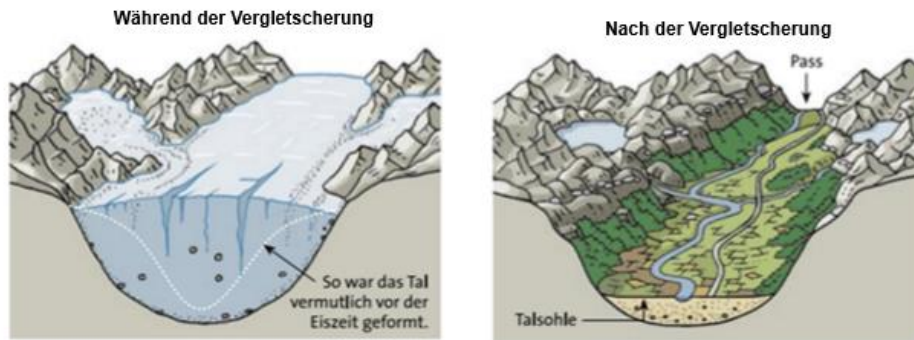 Während der Vergletscherung
So war das Tal
vermutlich vor der
Eiszeit geformt.
Nach der Vergletscherung
Pass
Talsohle